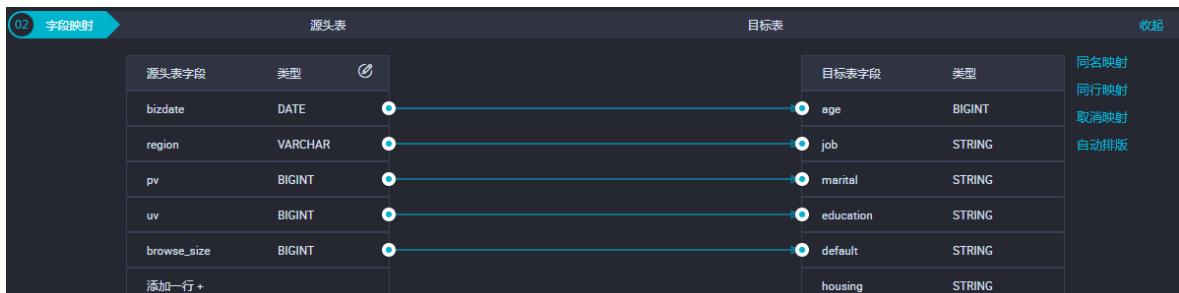 02 字段映射 源头表 目标表 收起
源头表字段 类型 目标表字段 类型 同名映射
同行映射
bizdate DATE age BIGINT
取消映射
region VARCHAR job STRING 自动排版
pv BIGINT marital STRING
uv BIGINT education STRING
browse_size BIGINT default STRING
添加一行 + housing STRING